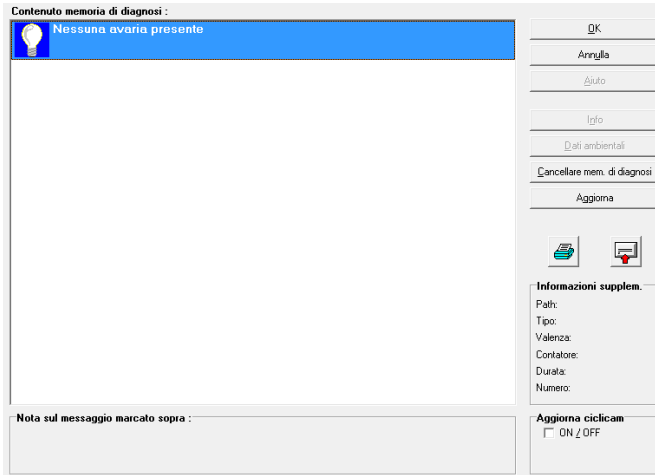 Contenuto memoria di diagnosi :
Nessuna avaria presente
OK
Annulla
Aiuto
Info
Dati ambientali
Cancellare mem. di diagnosi
Aggiorna
Informazioni supplem.
Path:
Tipo:
Valenza:
Contatore:
Durata:
Numero:
Nota sul messaggio marcato sopra :
Aggiorna ciclicam
ON / OFF